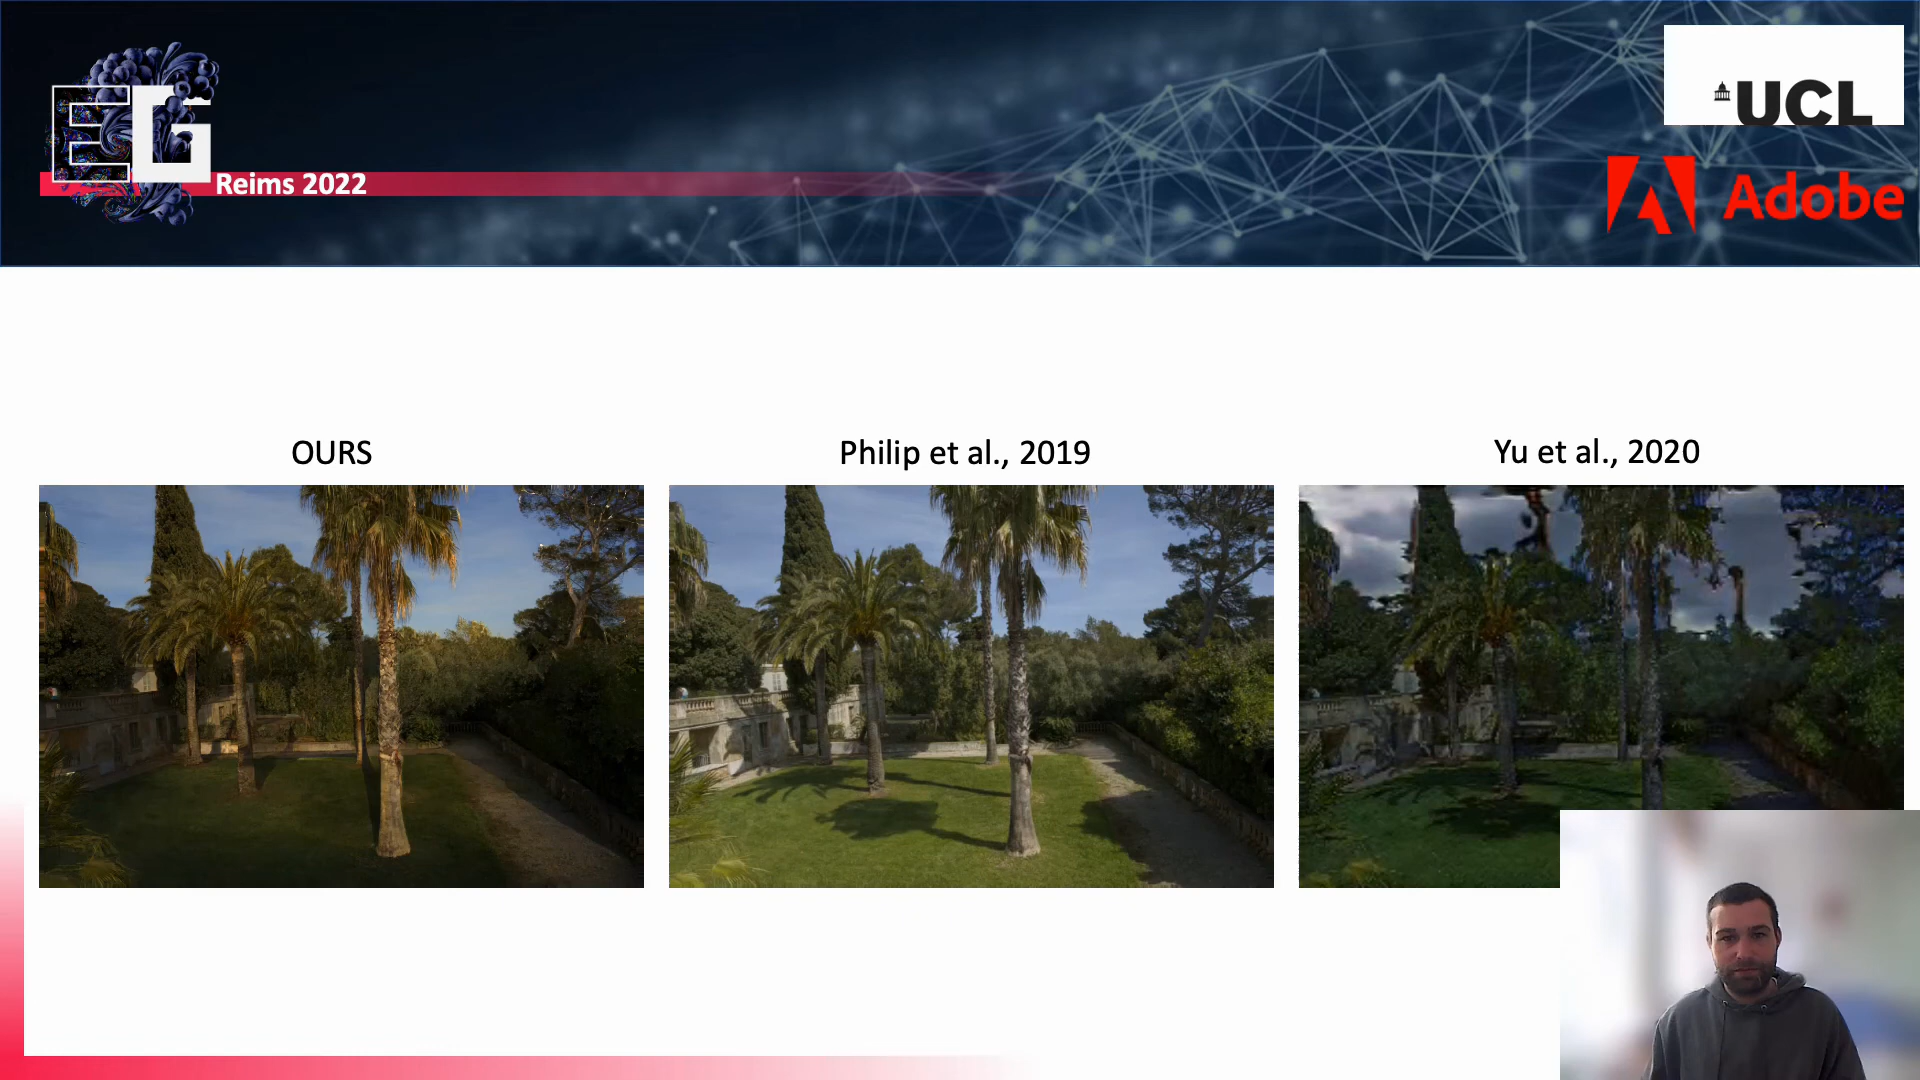 EG
Reims 2022
UCL
Adobe
OURS
Philip et al., 2019
Yu et al., 2020